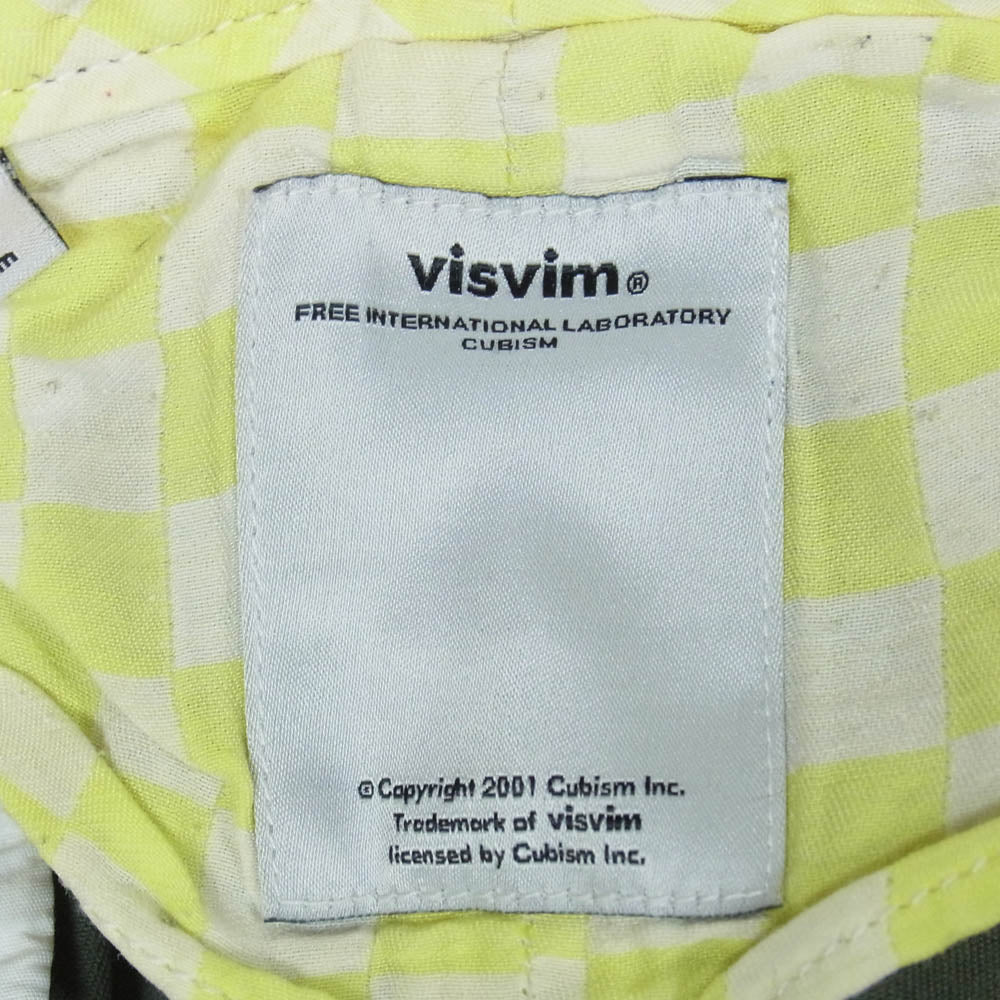 visvim®
FREE INTERNATIONAL LABORATORY
CUBISM
©Copyright 2001 Cubism Inc.
Trademark of visvim
licensed by Cubism Inc.
E